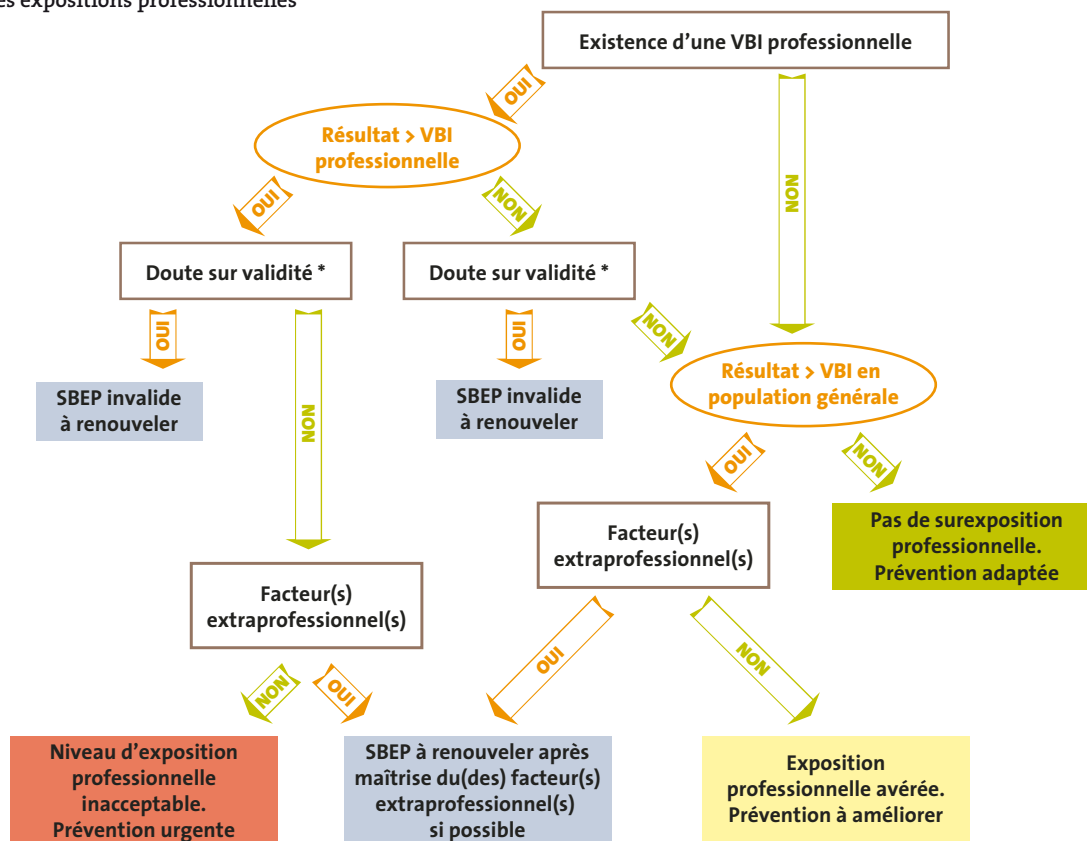 es expositions professionnelles
Existence d’une VBI professionnelle
OUI
NON
Résultat > VBI
professionnelle
OUI
NON
Doute sur validité *
Doute sur validité *
OUI
NON
OUI
NON
SBEP invalide
à renouveler
SBEP invalide
à renouveler
Résultat > VBI en
population générale
OUI
NON
Facteur(s)
extraprofessionnel(s)
Pas de surexposition
professionnelle.
Prévention adaptée
Facteur(s)
extraprofessionnel(s)
NON
OUI
OUI
NON
Niveau d’exposition
professionnelle
inacceptable.
Prévention urgente
SBEP à renouveler après
maîtrise du(des) facteur(s)
extraprofessionnel(s)
si possible
Exposition
professionnelle avérée.
Prévention à améliorer